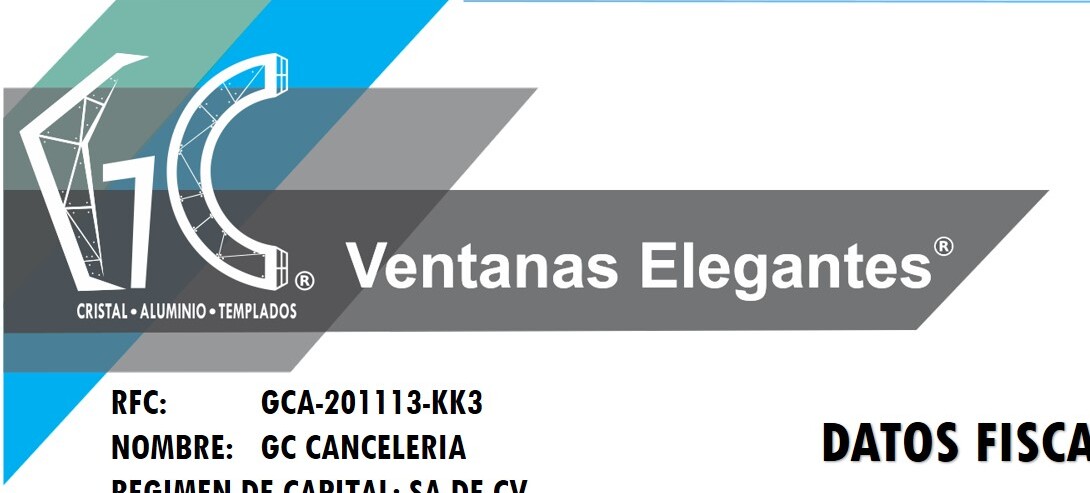 GC®
CRISTAL • ALUMINIO • TEMPLADOS
Ventanas Elegantes®
RFC: GCA-201113-KK3
NOMBRE: GC CANCELERIA
DATOS FISCA
REGIMEN DE CAPITAL: SA DE CV